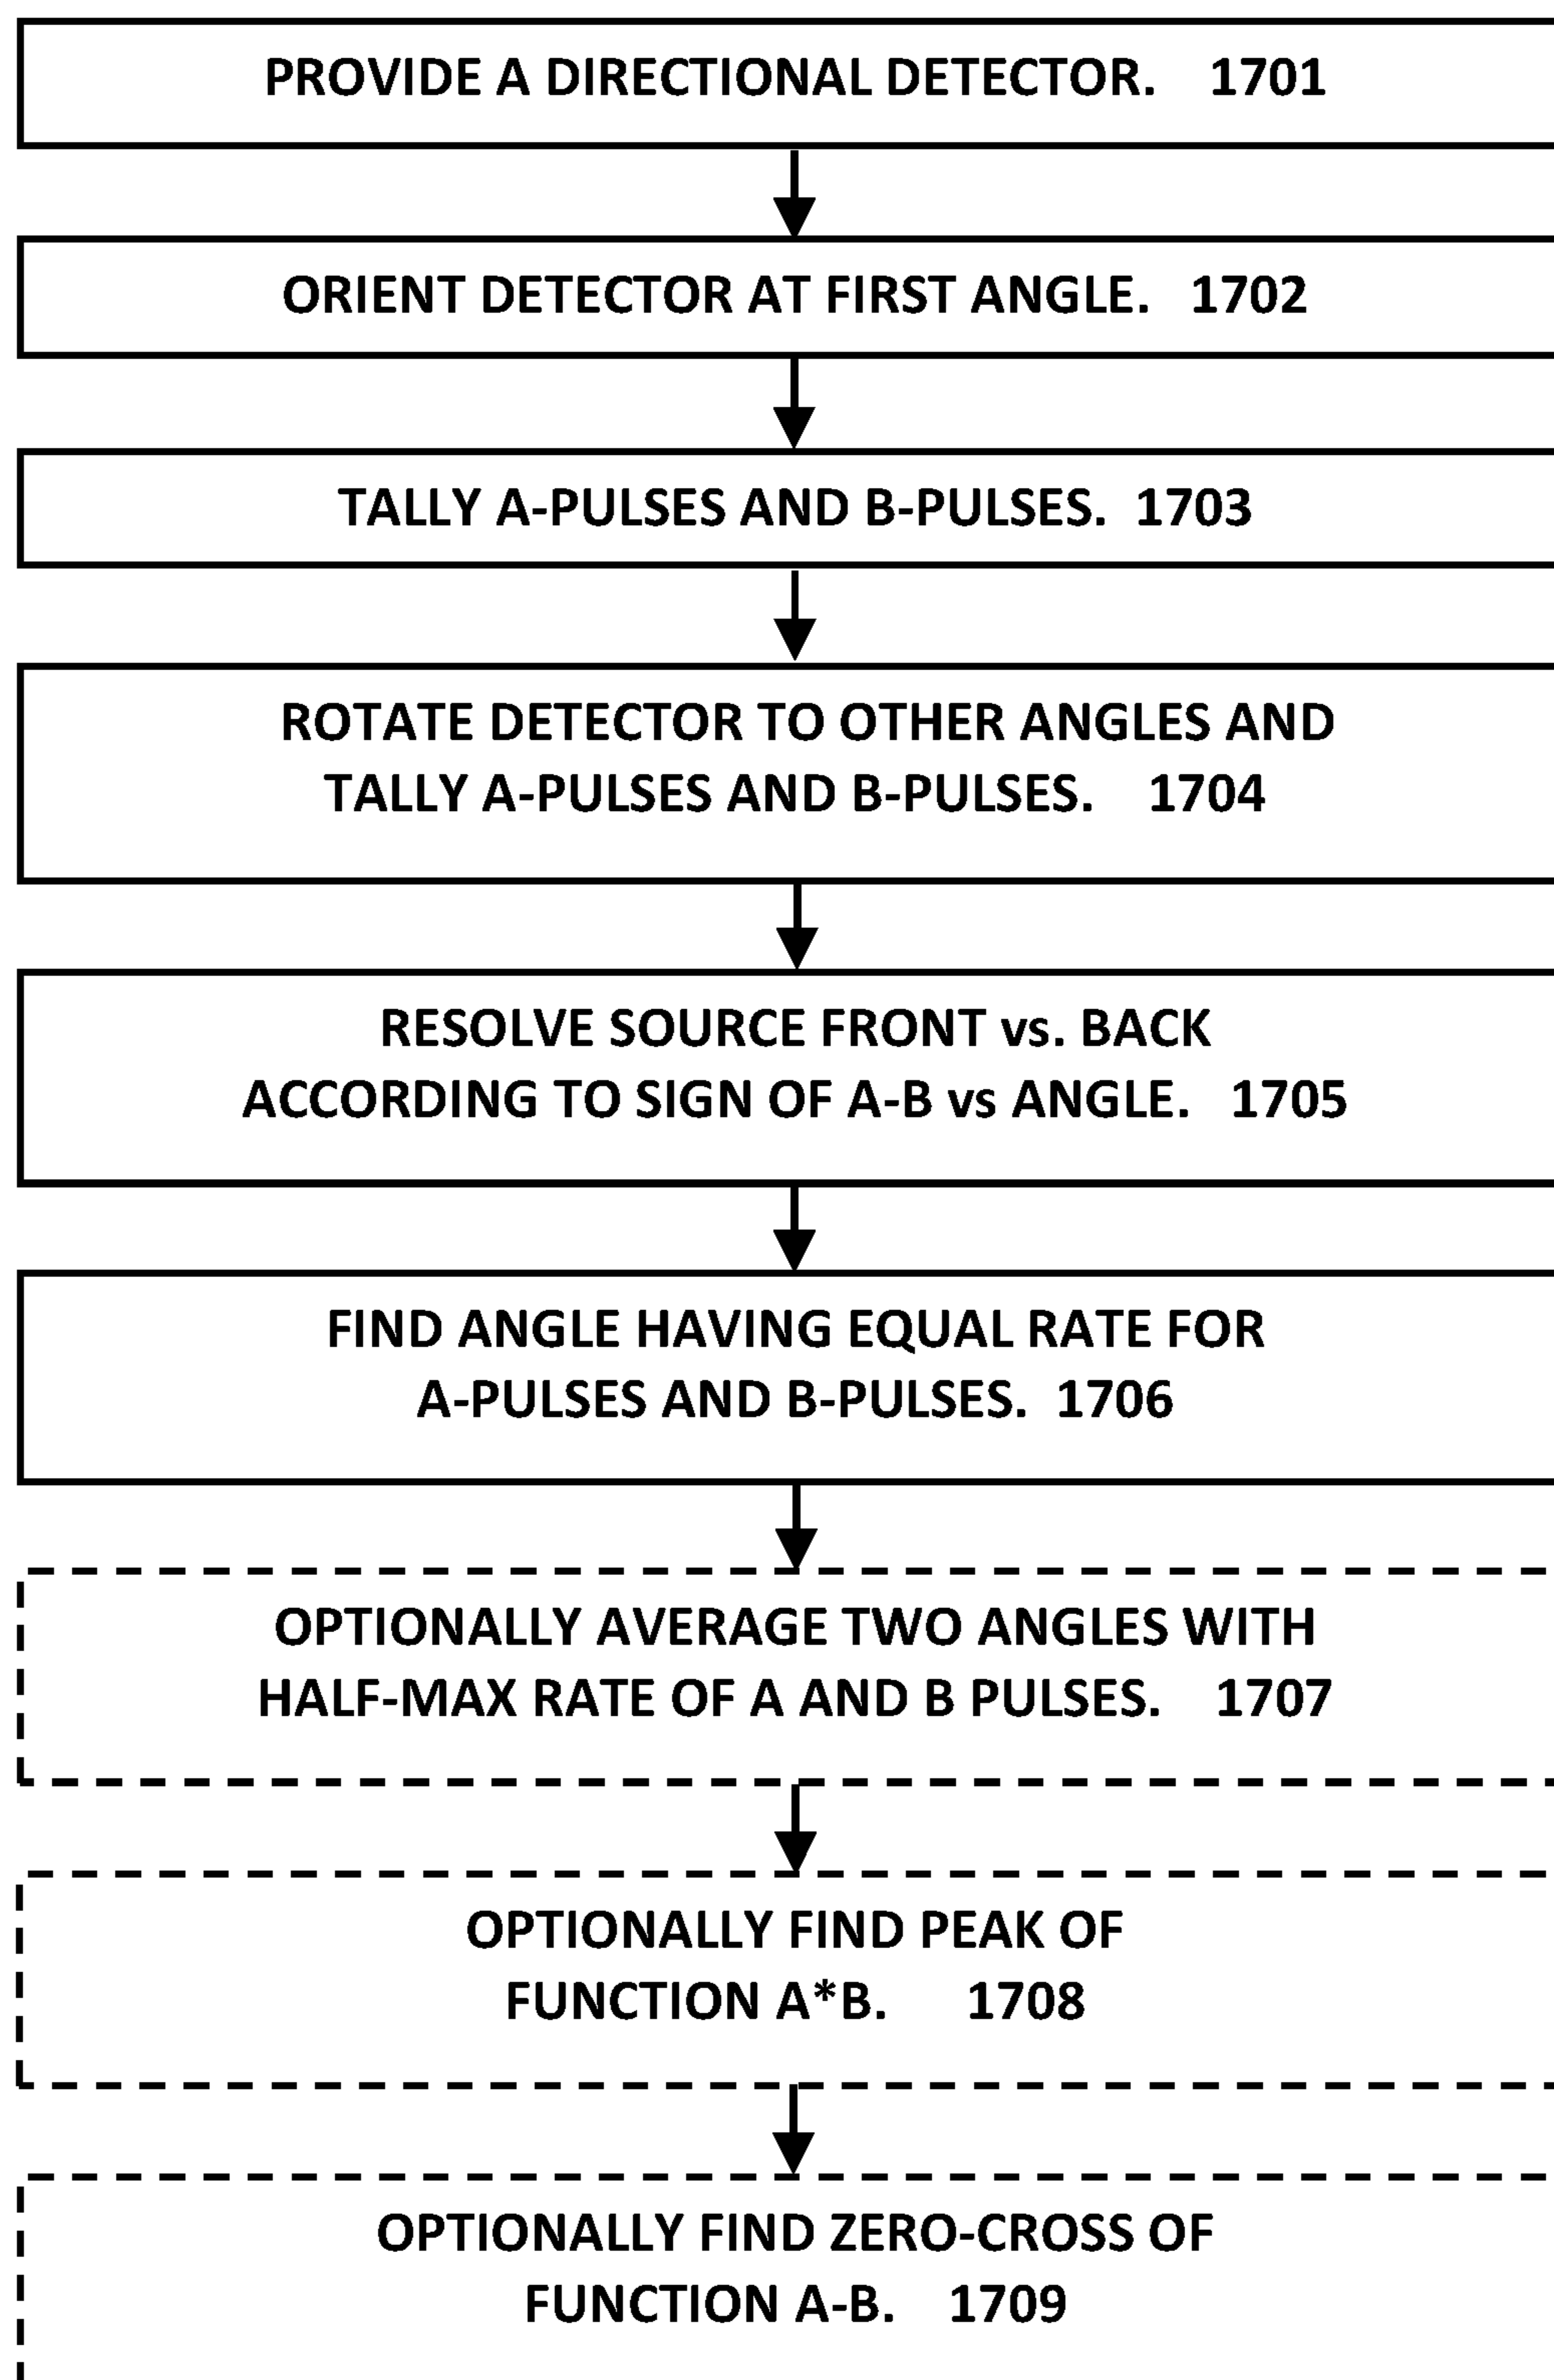 PROVIDE A DIRECTIONAL DETECTOR. 1701
ORIENT DETECTOR AT FIRST ANGLE. 1702
TALLY A-PULSES AND B-PULSES. 1703
ROTATE DETECTOR TO OTHER ANGLES AND
TALLY A-PULSES AND B-PULSES. 1704
RESOLVE SOURCE FRONT vs. BACK
ACCORDING TO SIGN OF A-B vs ANGLE. 1705
FIND ANGLE HAVING EQUAL RATE FOR
A-PULSES AND B-PULSES. 1706
OPTIONALLY AVERAGE TWO ANGLES WITH
HALF-MAX RATE OF A AND B PULSES. 1707
OPTIONALLY FIND PEAK OF
FUNCTION A*B. 1708
OPTIONALLY FIND ZERO-CROSS OF
FUNCTION A-B. 1709